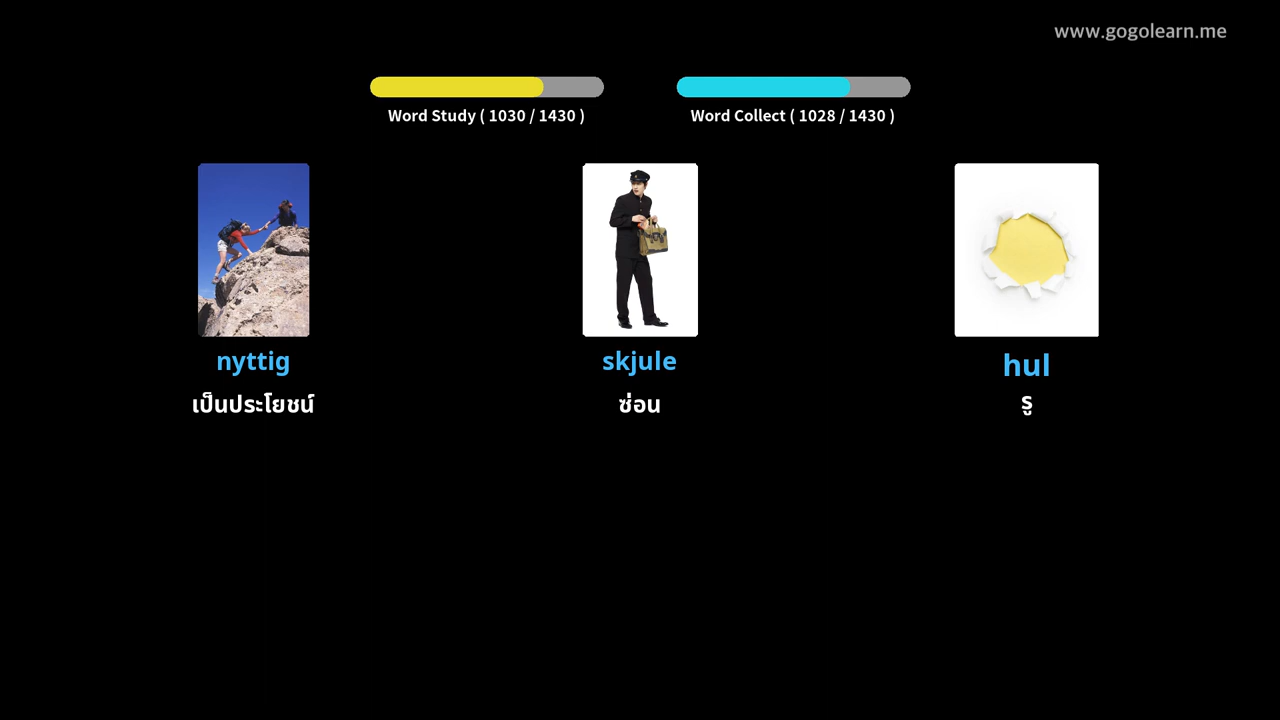 www.gogolearn.me
Word Study ( 1030 / 1430 )
Word Collect ( 1028 / 1430 )
nyttig
skjule
hul
เป็นประโยชน์
ซ่อน
รู